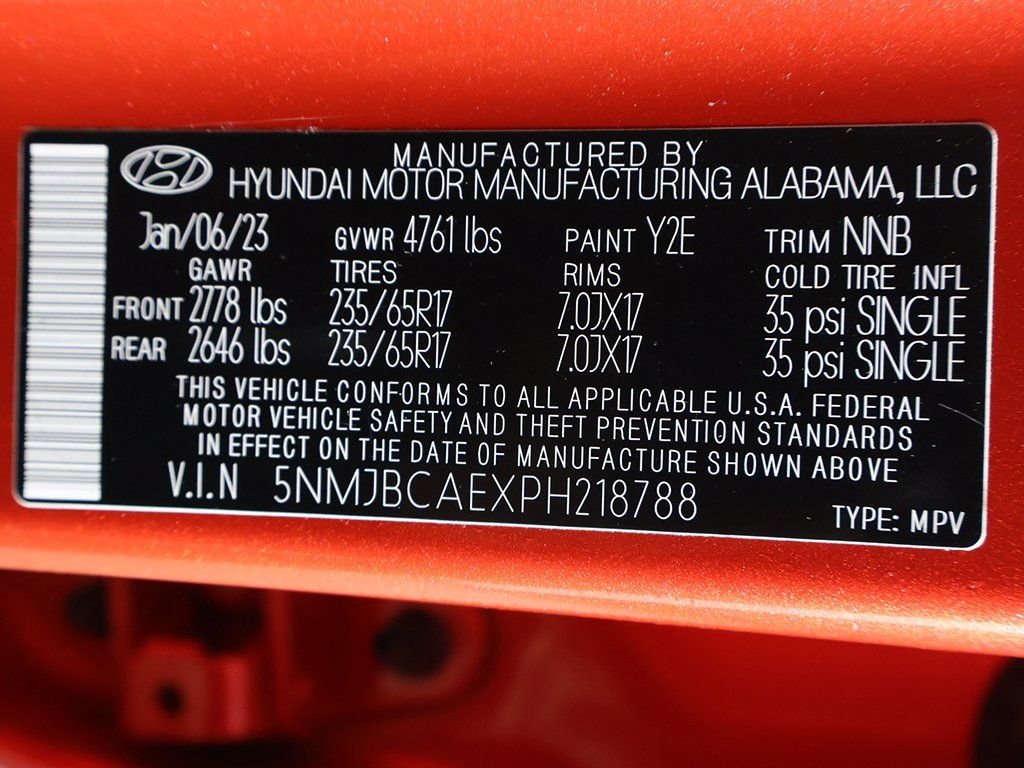 MANUFACTURED BY
HYUNDAI MOTOR MANUFACTURING ALABAMA, LLC
Jan/06/23 GVWR 4761 lbs PAINT Y2E TRIM NNB
GAWR TIRES RIMS COLD TIRE INFL
FRONT 2778 lbs 235/65R17 7.0JX17 35 psi SINGLE
REAR 2646 lbs 235/65R17 7.0JX17 35 psi SINGLE
THIS VEHICLE CONFORMS TO ALL APPLICABLE U.S.A. FEDERAL
MOTOR VEHICLE SAFETY AND THEFT PREVENTION STANDARDS
IN EFFECT ON THE DATE OF MANUFACTURE SHOWN ABOVE
V.I.N 5NMJBCAEXPH218788
TYPE: MPV